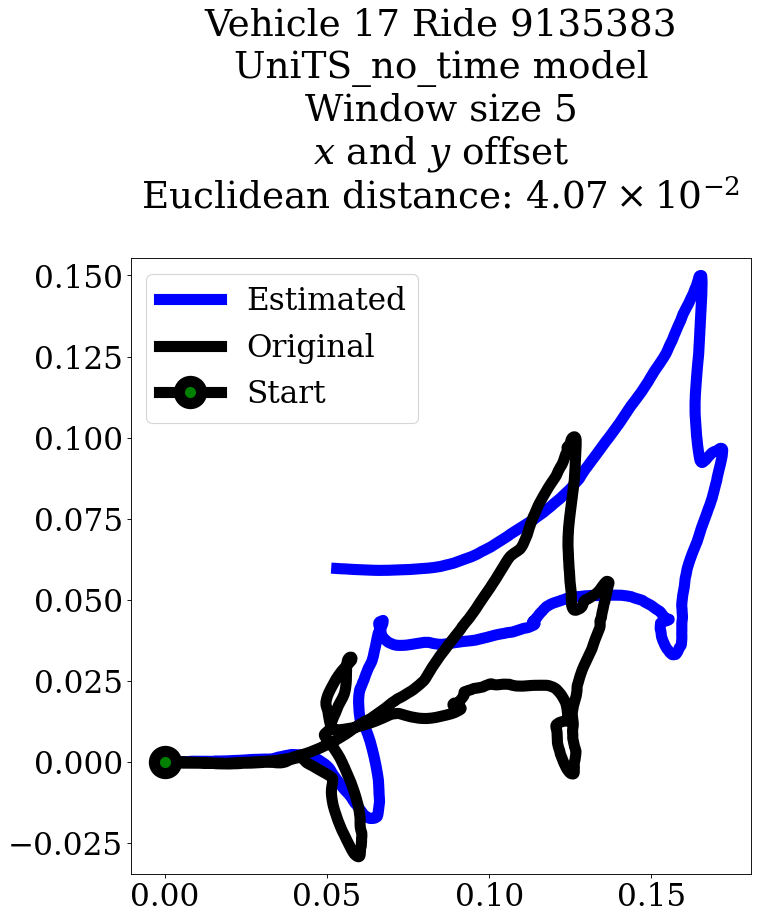 Vehicle 17 Ride 9135383
UniTS_no_time model
Window size 5
x and y offset
Euclidean distance: 4.07 × 10⁻²
Estimated
Original
Start
0.150
0.125
0.100
0.075
0.050
0.025
0.000
−0.025
0.00 0.05 0.10 0.15